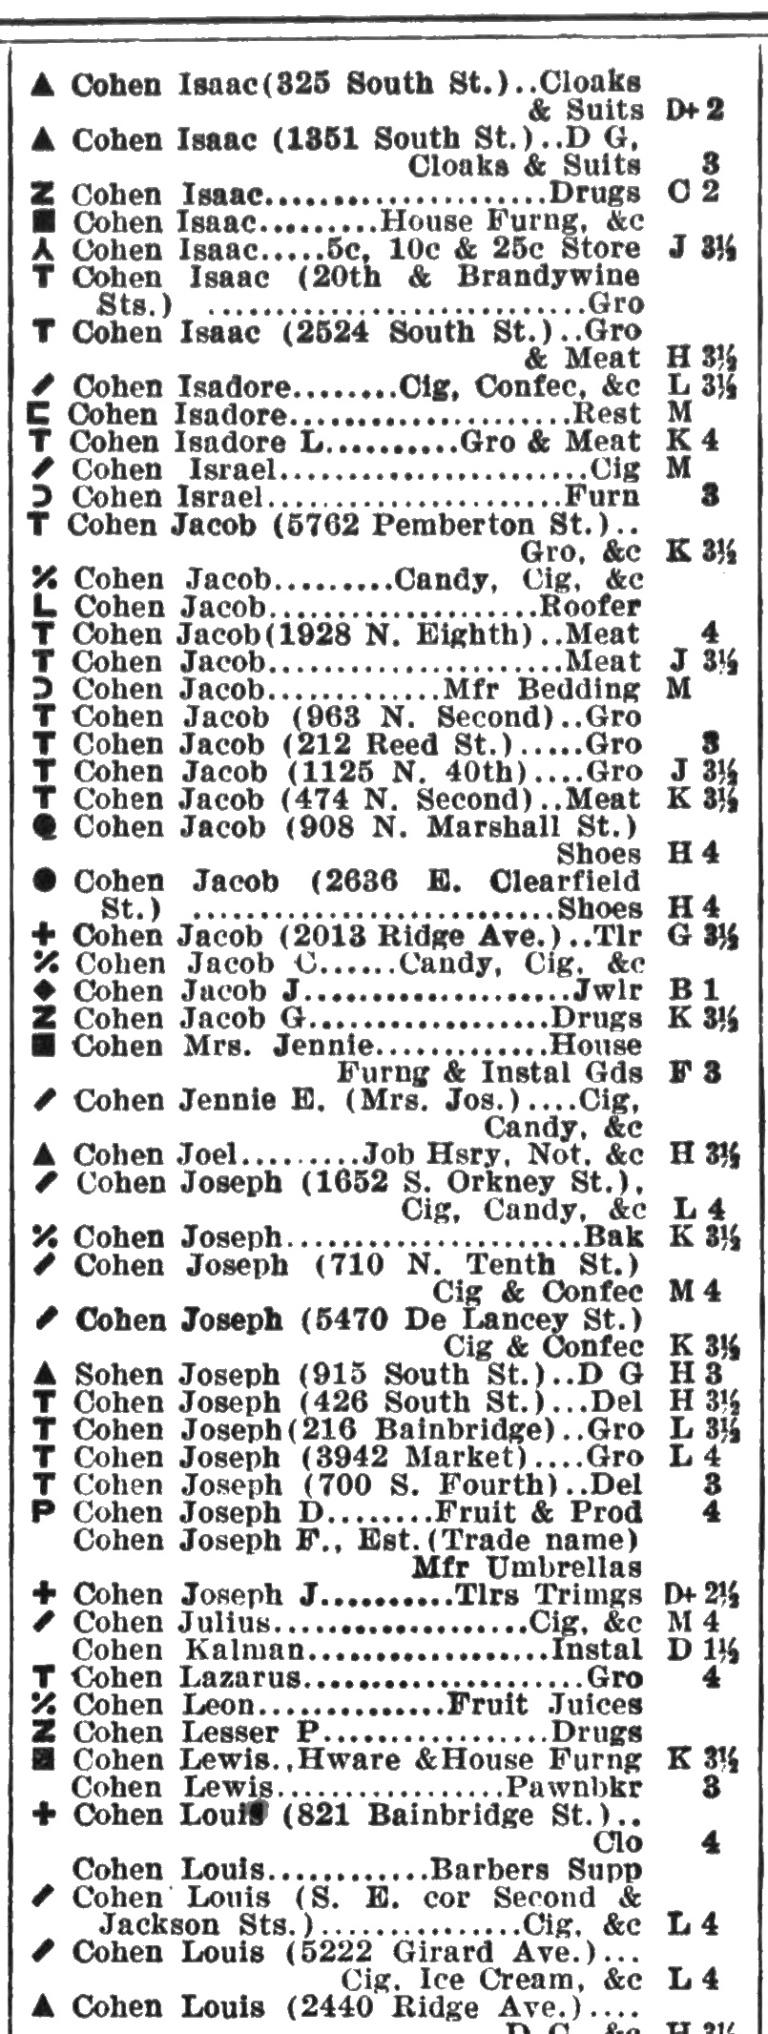 ▲ Cohen Isaac(325 South St.)..Cloaks
& Suits D+ 2
▲ Cohen Isaac (1351 South St.)..D G,
Cloaks & Suits 3
Z Cohen Isaac.....................Drugs C 2
■ Cohen Isaac.........House Furng, &c
⅄ Cohen Isaac.....5c, 10c & 25c Store J 3½
T Cohen Isaac (20th & Brandywine
Sts.) ............................Gro
T Cohen Isaac (2524 South St.)..Gro
& Meat H 3½
/ Cohen Isadore........Cig, Confec, &c L 3½
⊏ Cohen Isadore.....................Rest M
T Cohen Isadore L..........Gro & Meat K 4
/ Cohen Israel.......................Cig M
Ɔ Cohen Israel......................Furn 3
T Cohen Jacob (5762 Pemberton St.)..
Gro, &c K 3½
% Cohen Jacob.........Candy, Cig, &c
L Cohen Jacob....................Roofer
T Cohen Jacob(1928 N. Eighth)..Meat 4
T Cohen Jacob......................Meat J 3½
Ɔ Cohen Jacob.............Mfr Bedding M
T Cohen Jacob (963 N. Second)..Gro
T Cohen Jacob (212 Reed St.).....Gro 3
T Cohen Jacob (1125 N. 40th)....Gro J 3½
T Cohen Jacob (474 N. Second)..Meat K 3½
● Cohen Jacob (908 N. Marshall St.)
Shoes H 4
● Cohen Jacob (2636 E. Clearfield
St.) ...........................Shoes H 4
+ Cohen Jacob (2013 Ridge Ave.)..Tlr G 3½
% Cohen Jacob C......Candy, Cig, &c
◆ Cohen Jacob J....................Jwlr B 1
Z Cohen Jacob G..................Drugs K 3½
■ Cohen Mrs. Jennie.............House
Furng & Instal Gds F 3
/ Cohen Jennie E. (Mrs. Jos.)....Cig,
Candy, &c
▲ Cohen Joel.........Job Hsry, Not, &c H 3½
/ Cohen Joseph (1652 S. Orkney St.),
Cig, Candy, &c L 4
% Cohen Joseph......................Bak K 3½
/ Cohen Joseph (710 N. Tenth St.)
Cig & Confec M 4
/ Cohen Joseph (5470 De Lancey St.)
Cig & Confec K 3½
▲ Sohen Joseph (915 South St.)..D G H 3
T Cohen Joseph (426 South St.)...Del H 3½
T Cohen Joseph(216 Bainbridge)..Gro L 3½
T Cohen Joseph (3942 Market)....Gro L 4
T Cohen Joseph (700 S. Fourth)..Del 3
P Cohen Joseph D........Fruit & Prod 4
Cohen Joseph F., Est.(Trade name)
Mfr Umbrellas
+ Cohen Joseph J..........Tlrs Trimgs D+ 2½
/ Cohen Julius...................Cig, &c M 4
Cohen Kalman..................Instal D 1½
T Cohen Lazarus.....................Gro 4
% Cohen Leon..............Fruit Juices
Z Cohen Lesser P.................Drugs
■ Cohen Lewis..Hware &House Furng K 3½
Cohen Lewis.................Pawnbkr 3
+ Cohen Louis (821 Bainbridge St.)..
Clo 4
Cohen Louis............Barbers Supp
/ Cohen Louis (S. E. cor Second &
Jackson Sts.)...............Cig, &c L 4
/ Cohen Louis (5222 Girard Ave.)...
Cig, Ice Cream, &c L 4
▲ Cohen Louis (2440 Ridge Ave.)....
D G, &c H 3½